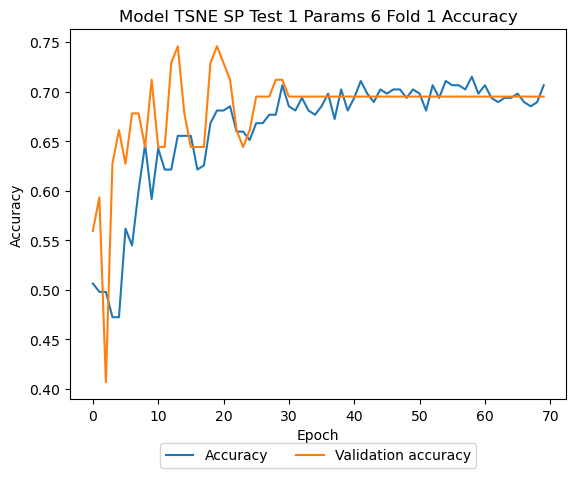 Model TSNE SP Test 1 Params 6 Fold 1 Accuracy
Accuracy
0.75
0.70
0.65
0.60
0.55
0.50
0.45
0.40
0 10 20 30 40 50 60 70
Epoch
Accuracy Validation accuracy